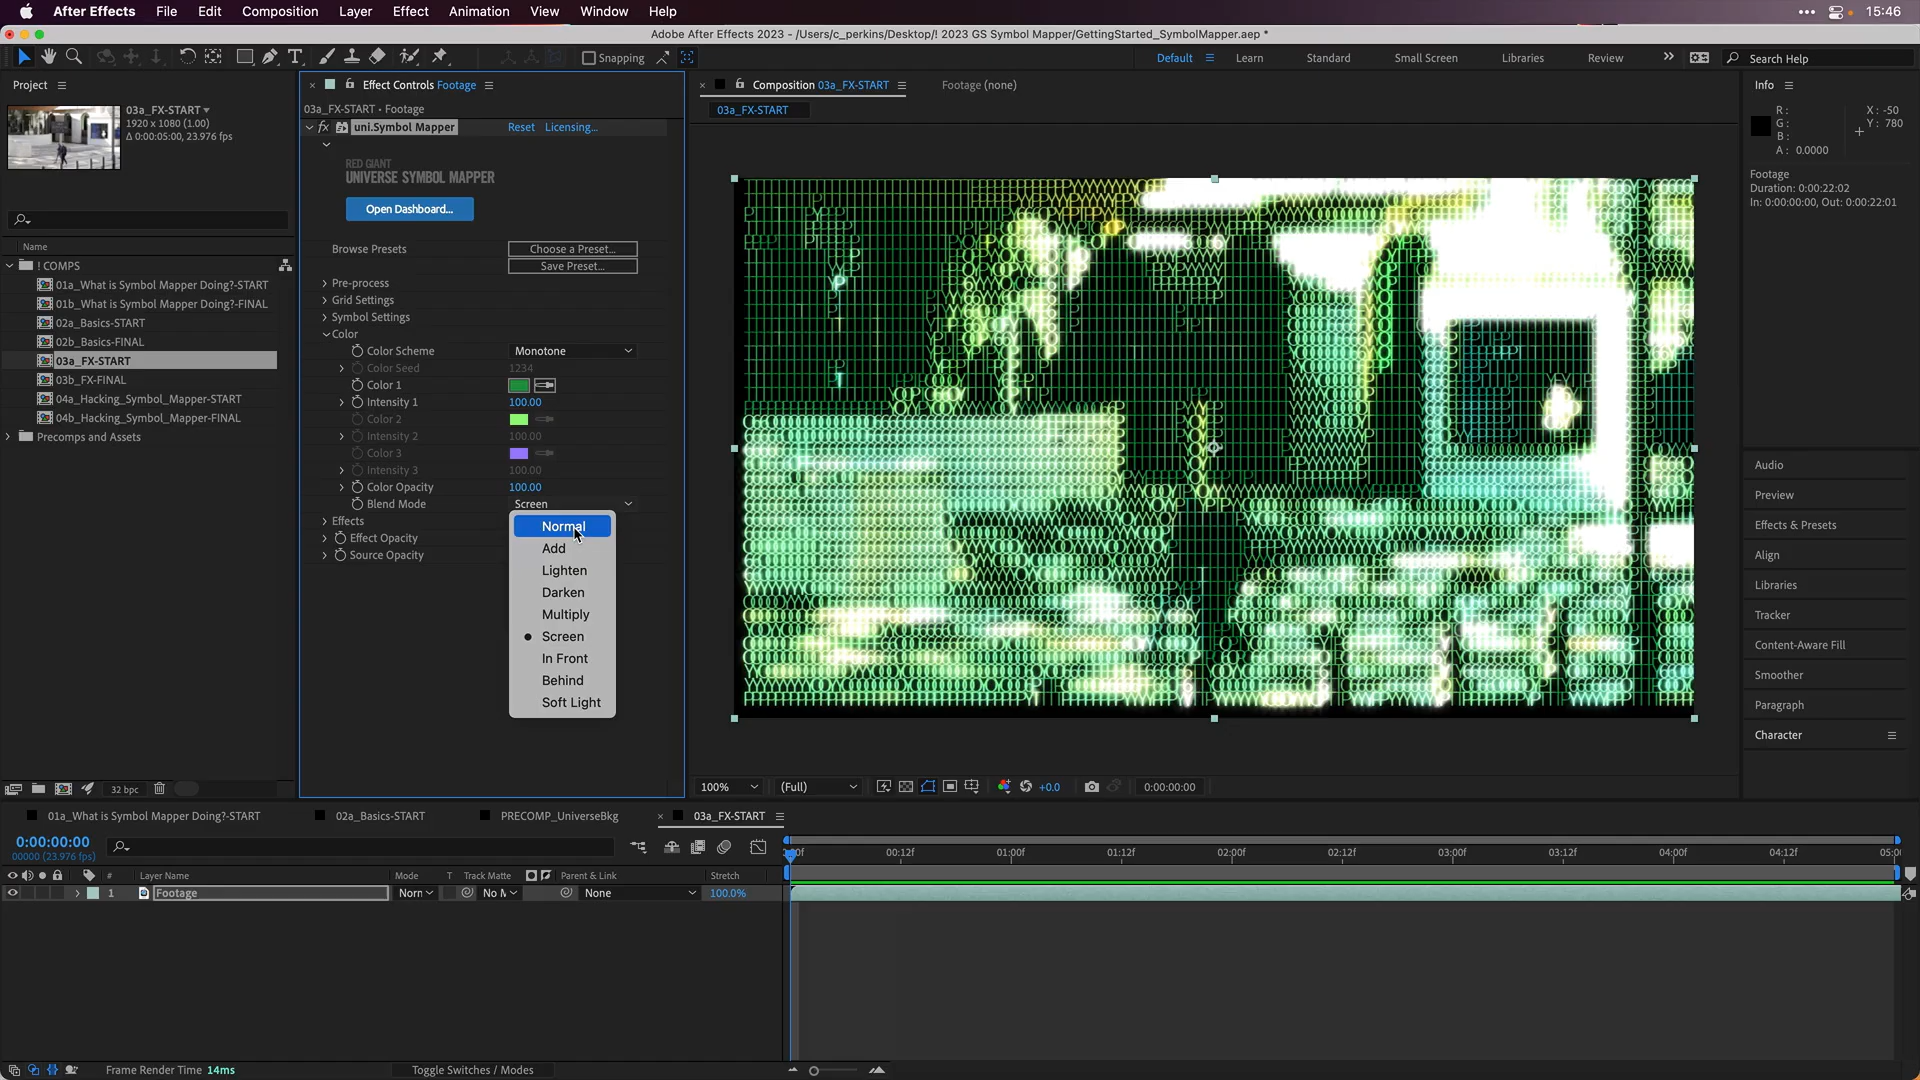 After Effects File Edit Composition Layer Effect Animation View Window Help 15:46
Adobe After Effects 2023 - /Users/c_perkins/Desktop/! 2023 GS Symbol Mapper/GettingStarted_SymbolMapper.aep *
Snapping Default Learn Standard Small Screen Libraries Review Search Help
Project
03a_FX-START
1920 x 1080 (1.00)
Δ 0:00:05:00, 23.976 fps
Name
! COMPS
01a_What is Symbol Mapper Doing?-START
01b_What is Symbol Mapper Doing?-FINAL
02a_Basics-START
02b_Basics-FINAL
03a_FX-START
03b_FX-FINAL
04a_Hacking_Symbol_Mapper-START
04b_Hacking_Symbol_Mapper-FINAL
Precomps and Assets
32 bpc
Effect Controls Footage
03a_FX-START • Footage
fx uni.Symbol Mapper Reset Licensing...
RED GIANT
UNIVERSE SYMBOL MAPPER
Open Dashboard...
Browse Presets Choose a Preset...
Save Preset...
Pre-process
Grid Settings
Symbol Settings
Color
Color Scheme Monotone
Color Seed 1234
Color 1
Intensity 1 100.00
Color 2
Intensity 2 100.00
Color 3
Intensity 3 100.00
Color Opacity 100.00
Blend Mode Screen
Effects
Effect Opacity
Source Opacity
Normal
Add
Lighten
Darken
Multiply
Screen
In Front
Behind
Soft Light
Composition 03a_FX-START Footage (none)
03a_FX-START
100% (Full) +0.0 0:00:00:00
Info
R: X: -50
G: Y: 780
B:
A: 0.0000
Footage
Duration: 0:00:22:02
In: 0:00:00:00, Out: 0:00:22:01
Audio
Preview
Effects & Presets
Align
Libraries
Tracker
Content-Aware Fill
Smoother
Paragraph
Character
01a_What is Symbol Mapper Doing?-START 02a_Basics-START PRECOMP_UniverseBkg 03a_FX-START
0:00:00:00
00000 (23.976 fps)
00:12f 01:00f 01:12f 02:00f 02:12f 03:00f 03:12f 04:00f 04:12f
# Layer Name Mode T Track Matte Parent & Link Stretch
1 Footage Norm No M None 100.0%
Frame Render Time 14ms Toggle Switches / Modes